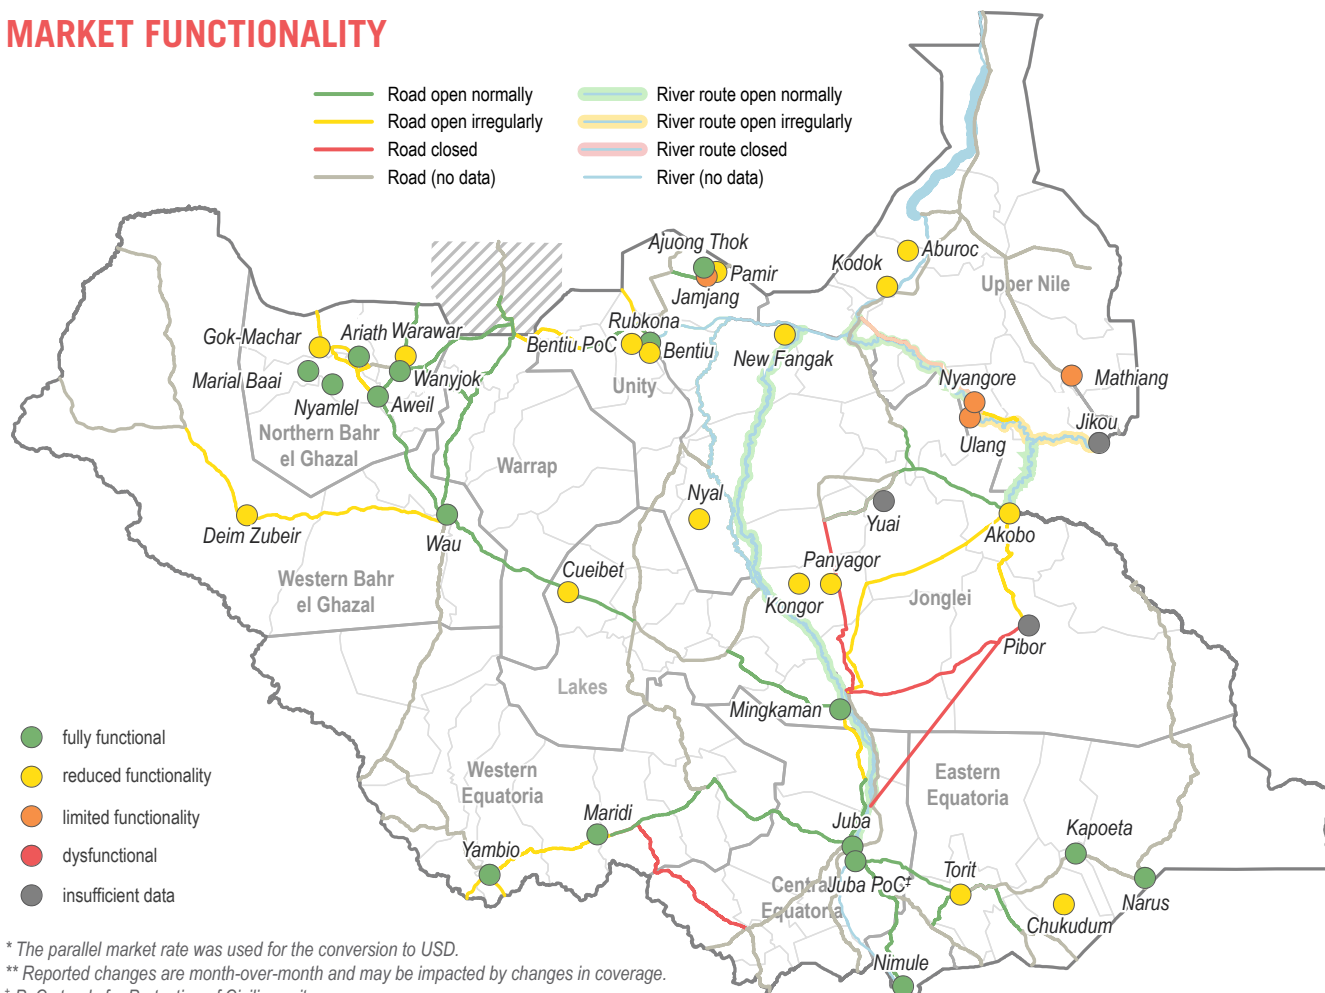 MARKET FUNCTIONALITY
Road open normally
Road open irregularly
Road closed
Road (no data)
River route open normally
River route open irregularly
River route closed
River (no data)
Ajuong Thok
Pamir
Jamjang
Kodok
Aburoc
Upper Nile
Gok-Machar
Ariath
Warawar
Rubkona
Bentiu PoC
Bentiu
New Fangak
Marial Baai
Wanyjok
Unity
Nyangore
Mathiang
Nyamlel
Aweil
Northern Bahr
el Ghazal
Jikou
Ulang
Warrap
Nyal
Yuai
Deim Zubeir
Wau
Akobo
Cueibet
Panyagor
Western Bahr
el Ghazal
Kongor
Jonglei
Pibor
Lakes
Mingkaman
fully functional
reduced functionality
limited functionality
dysfunctional
insufficient data
Western
Equatoria
Eastern
Equatoria
Maridi
Juba
Kapoeta
Yambio
Juba PoC‡
Torit
Central
Equatoria
Narus
Chukudum
Nimule
* The parallel market rate was used for the conversion to USD.
** Reported changes are month-over-month and may be impacted by changes in coverage.